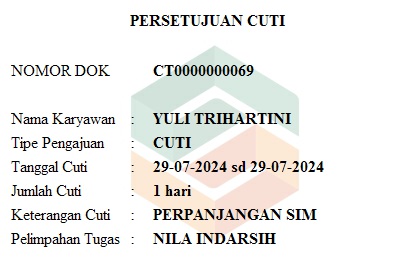 PERSETUJUAN CUTI
NOMOR DOK CT0000000069
Nama Karyawan : YULI TRIHARTINI
Tipe Pengajuan : CUTI
Tanggal Cuti : 29-07-2024 sd 29-07-2024
Jumlah Cuti : 1 hari
Keterangan Cuti : PERPANJANGAN SIM
Pelimpahan Tugas : NILA INDARSIH